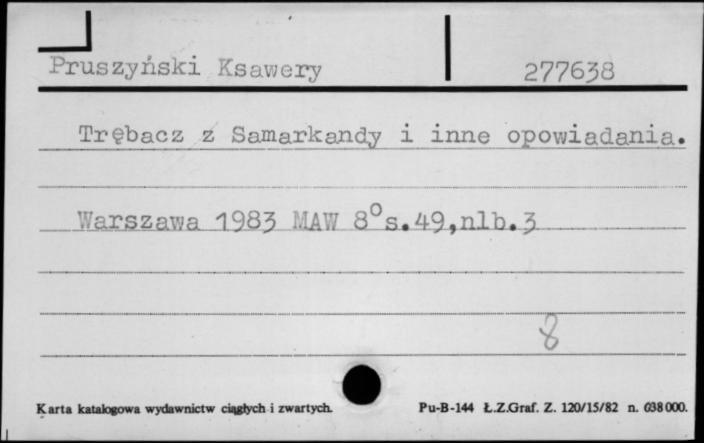 Pruszyński Ksawery 277638
Trębacz z Samarkandy i inne opowiadania.
Warszawa 1983 MAW 8° s.49,nlb.3
8
Karta katalogowa wydawnictw ciągłych i zwartych. Pu-B-144 Ł.Z.Graf. Z. 120/15/82 n. 638 000.